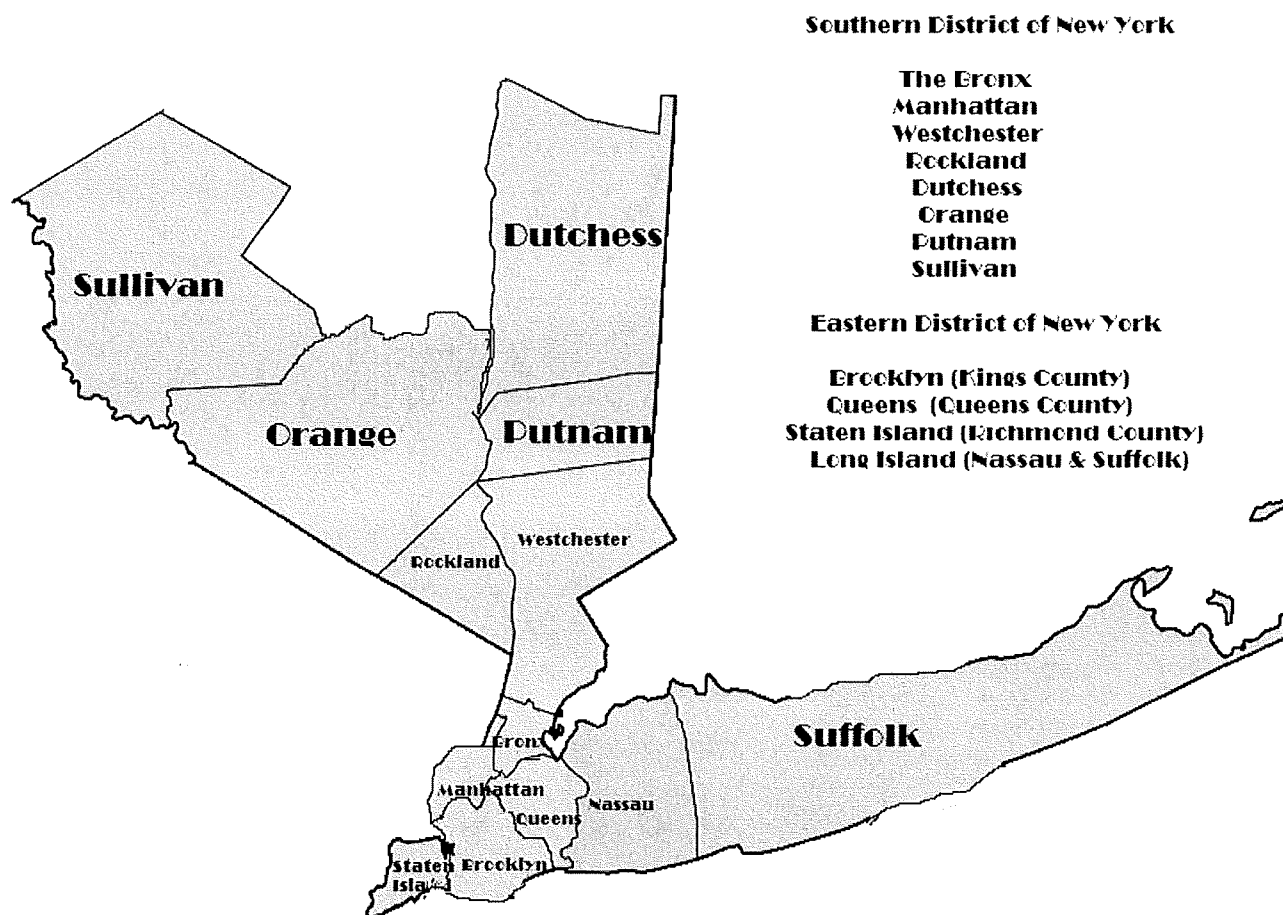 Southern District of New York
The Bronx
Manhattan
Westchester
Rockland
Dutchess
Orange
Putnam
Sullivan
Eastern District of New York
Brooklyn (Kings County)
Queens (Queens County)
Staten Island (Richmond County)
Long Island (Nassau & Suffolk)
Dutchess
Sullivan
Orange
Putnam
Westchester
Rockland
Suffolk
Bronx
Manhattan
Nassau
Queens
Staten
Island
Brooklyn